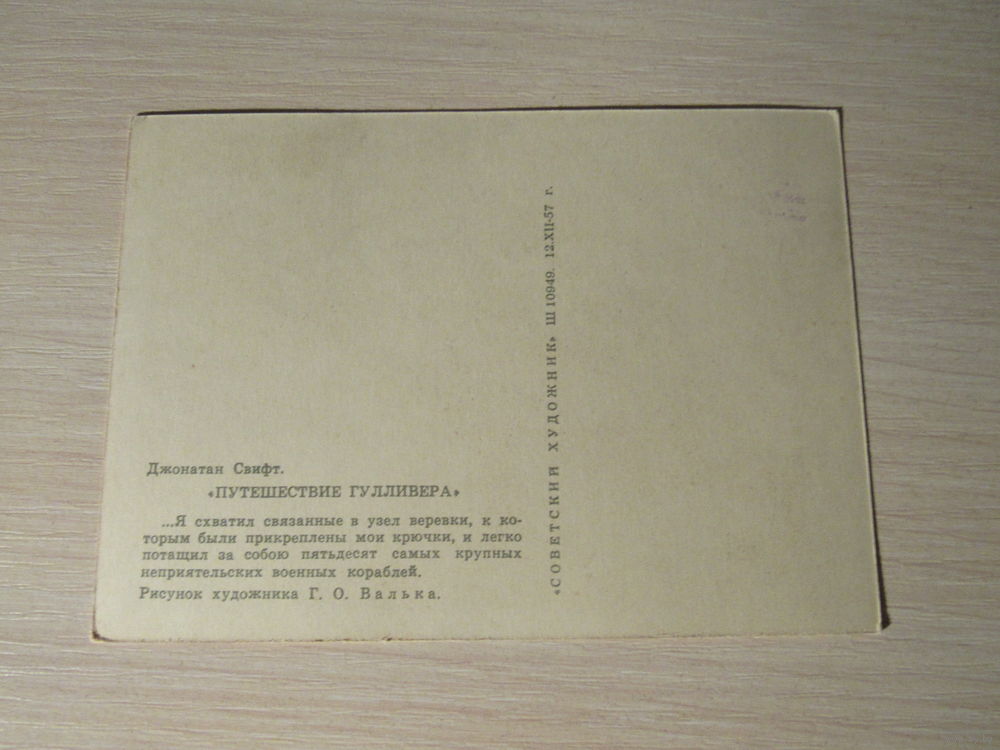 Джонатан Свифт.
«ПУТЕШЕСТВИЕ ГУЛЛИВЕРА»
...Я схватил связанные в узел веревки, к ко-
торым были прикреплены мои крючки, и легко
потащил за собою пятьдесят самых крупных
неприятельских военных кораблей.
Рисунок художника Г. О. Валька.
«СОВЕТСКИЙ ХУДОЖНИК» Ш 10949. 12.XII-57 г.